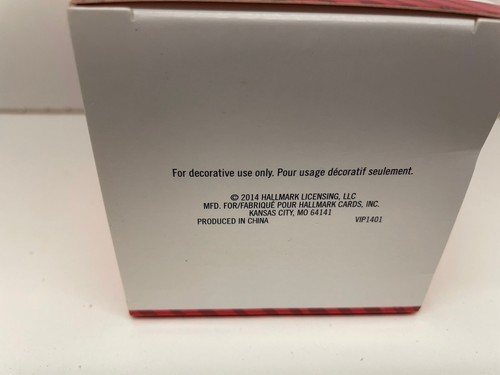 For decorative use only. Pour usage décoratif seulement.
© 2014 HALLMARK LICENSING, LLC
MFD. FOR/FABRIQUÉ POUR HALLMARK CARDS, INC.
KANSAS CITY, MO 64141
PRODUCED IN CHINA VIP1401